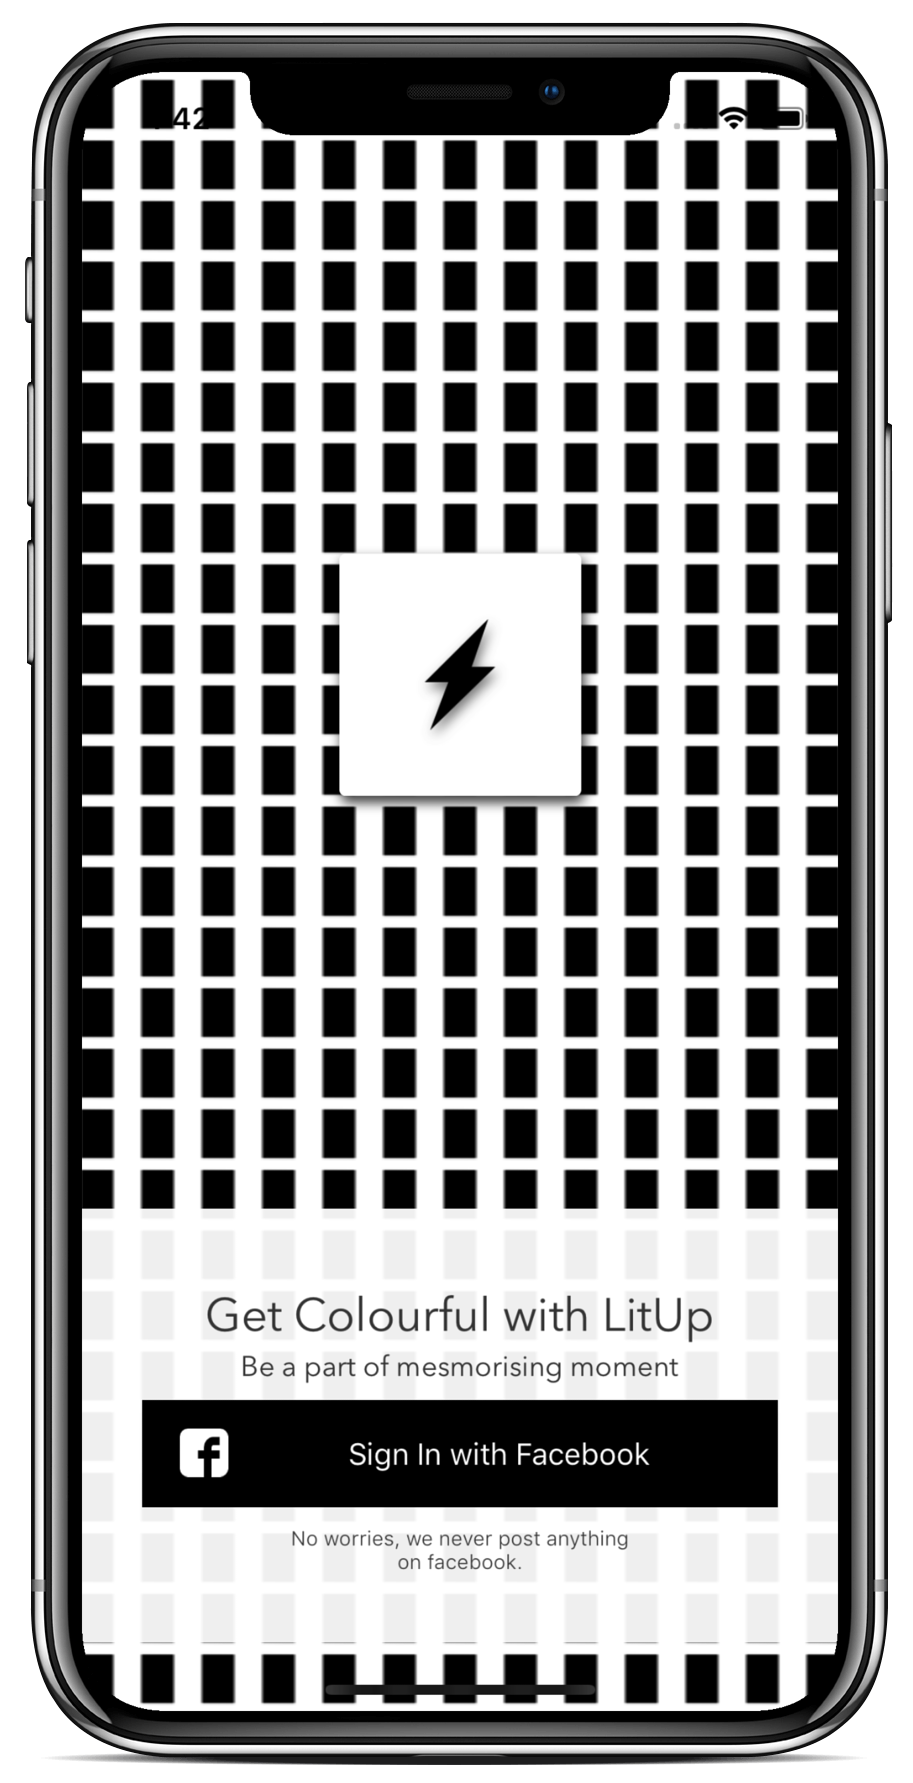 42
Get Colourful with LitUp
Be a part of mesmorising moment
Sign In with Facebook
No worries, we never post anything
on facebook.